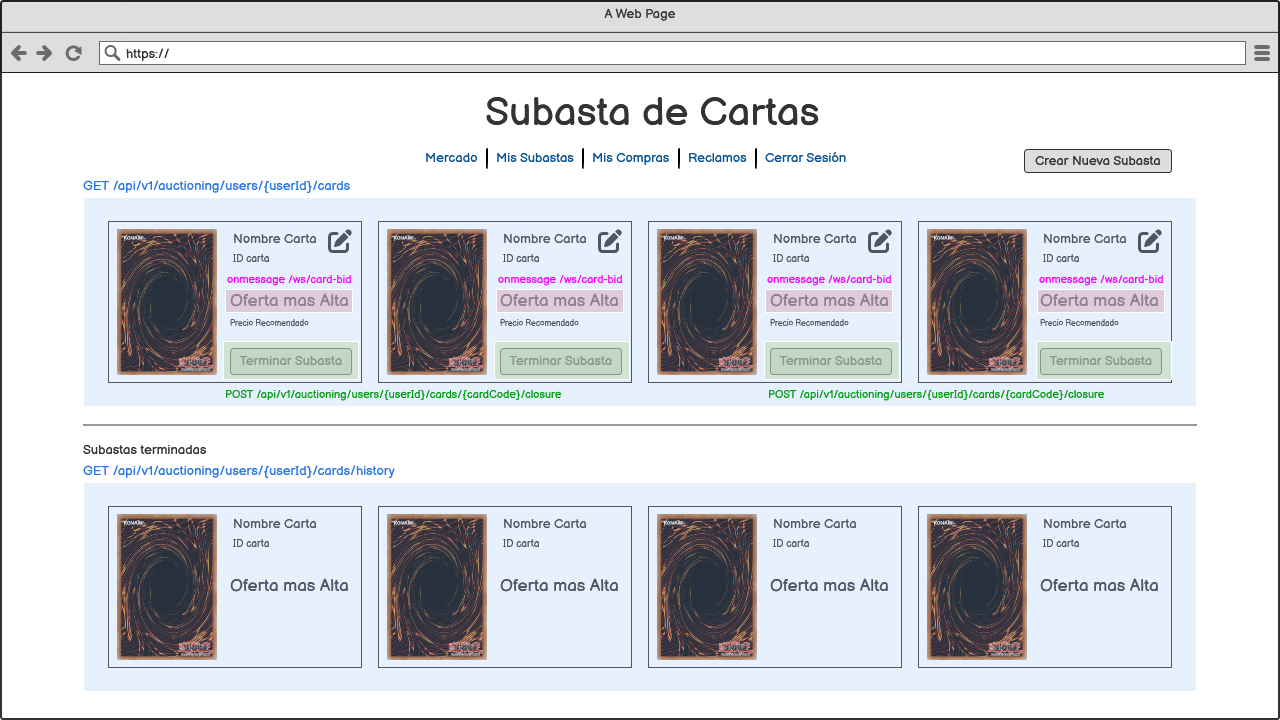 A Web Page
https://
Subasta de Cartas
Mercado Mis Subastas Mis Compras Reclamos Cerrar Sesión
Crear Nueva Subasta
GET /api/v1/auctioning/users/{userId}/cards
KONAMI
Nombre Carta
ID carta
onmessage /ws/card-bid
Oferta mas Alta
Precio Recomendado
Terminar Subasta
KONAMI
Nombre Carta
ID carta
onmessage /ws/card-bid
Oferta mas Alta
Precio Recomendado
Terminar Subasta
KONAMI
Nombre Carta
ID carta
onmessage /ws/card-bid
Oferta mas Alta
Precio Recomendado
Terminar Subasta
KONAMI
Nombre Carta
ID carta
onmessage /ws/card-bid
Oferta mas Alta
Precio Recomendado
Terminar Subasta
POST /api/v1/auctioning/users/{userId}/cards/{cardCode}/closure
POST /api/v1/auctioning/users/{userId}/cards/{cardCode}/closure
Subastas terminadas
GET /api/v1/auctioning/users/{userId}/cards/history
KONAMI
Nombre Carta
ID carta
Oferta mas Alta
KONAMI
Nombre Carta
ID carta
Oferta mas Alta
KONAMI
Nombre Carta
ID carta
Oferta mas Alta
KONAMI
Nombre Carta
ID carta
Oferta mas Alta